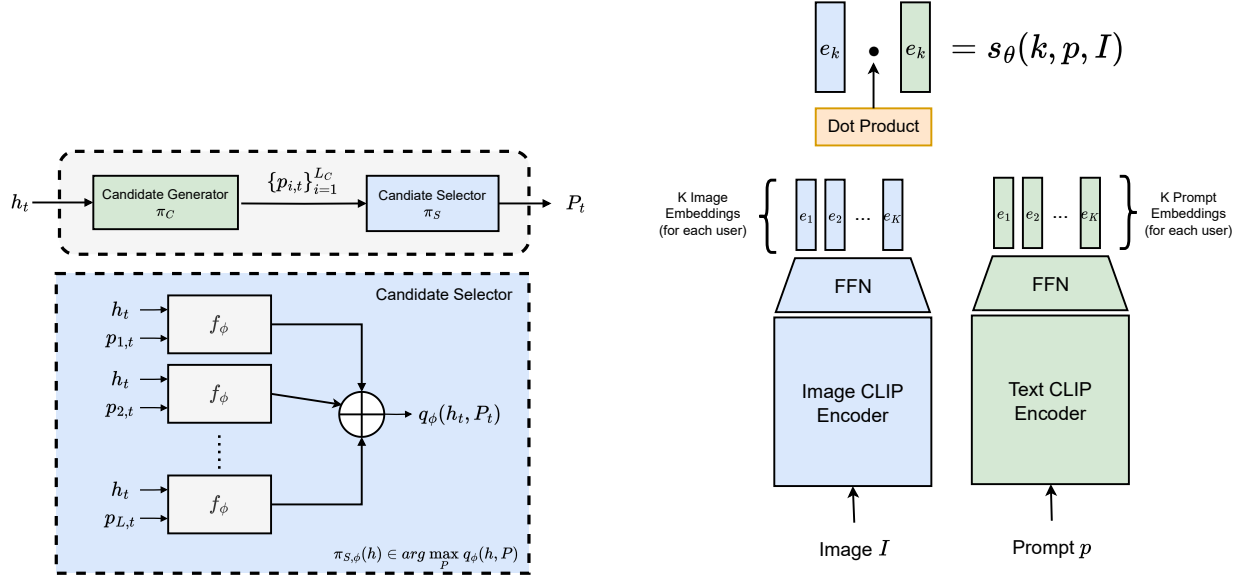 h_t
Candidate Generator
π_C
{p_{i,t}}_{i=1}^{L_C}
Candiate Selector
π_S
P_t
Candidate Selector
h_t
p_{1,t}
f_ϕ
h_t
p_{2,t}
f_ϕ
q_ϕ(h_t, P_t)
h_t
p_{L,t}
f_ϕ
π_{S,ϕ}(h) ∈ arg max_P q_ϕ(h, P)
e_k • e_k = s_θ(k, p, I)
Dot Product
K Image
Embeddings
(for each user)
e_1 e_2 ... e_K
e_1 e_2 ... e_K
K Prompt
Embeddings
(for each user)
FFN
FFN
Image CLIP
Encoder
Text CLIP
Encoder
Image I
Prompt p